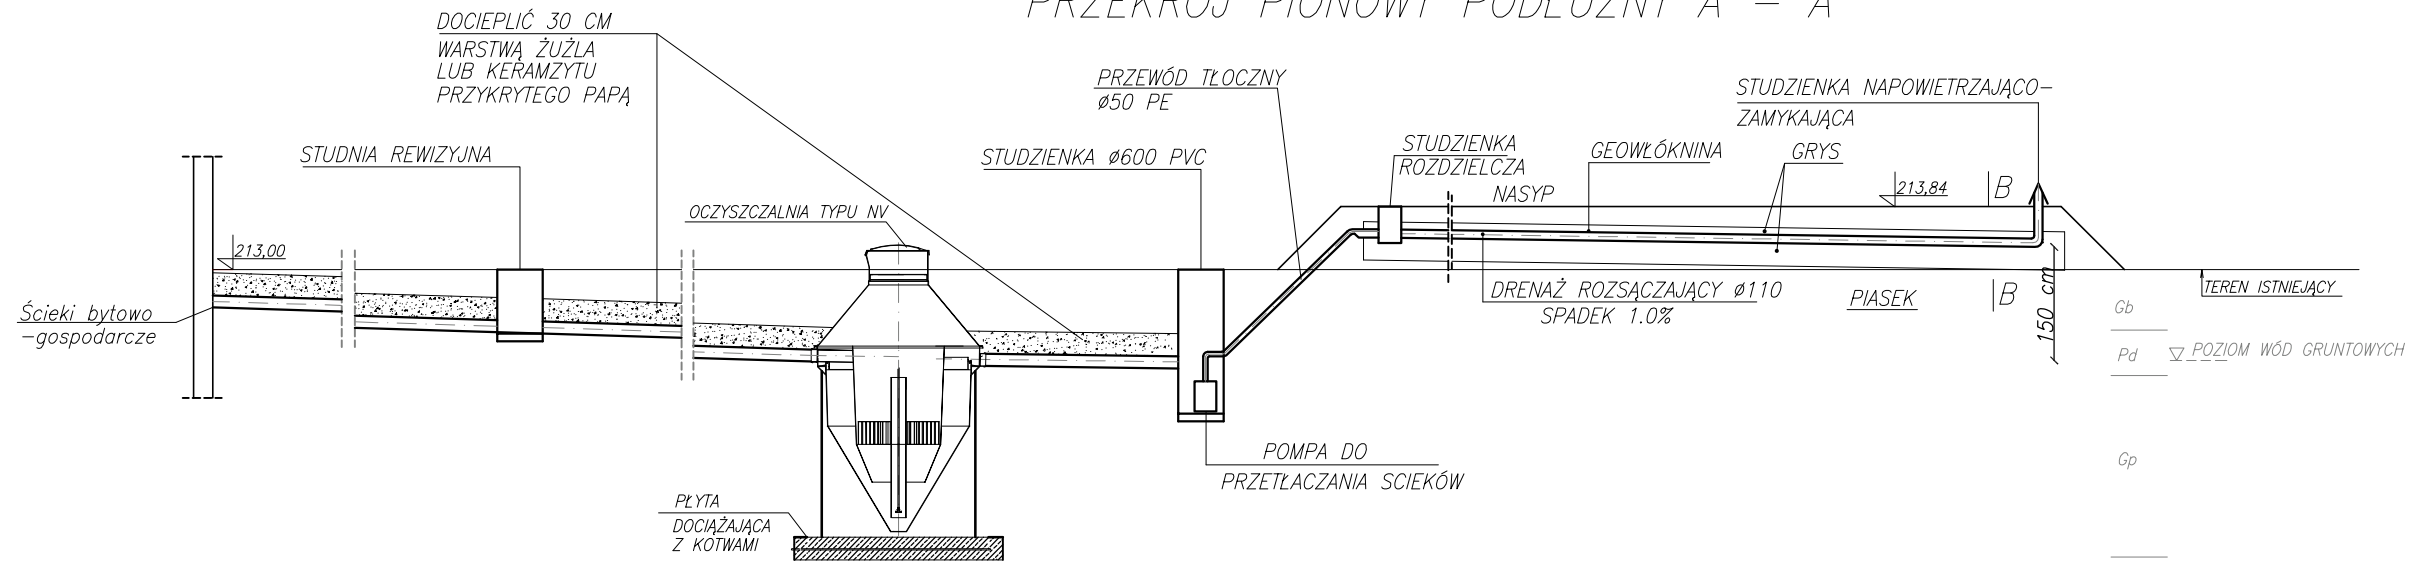 PRZEKRÓJ PIONOWY PODŁUŻNY A – A
DOCIEPLIĆ 30 CM
WARSTWĄ ŻUŻLA
LUB KERAMZYTU
PRZYKRYTEGO PAPĄ
PRZEWÓD TŁOCZNY
ø50 PE
STUDZIENKA NAPOWIETRZAJĄCO-
ZAMYKAJĄCA
STUDNIA REWIZYJNA
STUDZIENKA ø600 PVC
STUDZIENKA
ROZDZIELCZA
GEOWŁÓKNINA
GRYS
NASYP
213,84
B
OCZYSZCZALNIA TYPU NV
213,00
Ścieki bytowo
-gospodarcze
DRENAŻ ROZSĄCZAJĄCY ø110
SPADEK 1.0%
PIASEK
B
150 cm
TEREN ISTNIEJĄCY
Gb
Pd
POZIOM WÓD GRUNTOWYCH
Gp
POMPA DO
PRZETŁACZANIA SCIEKÓW
PŁYTA
DOCIĄŻAJĄCA
Z KOTWAMI